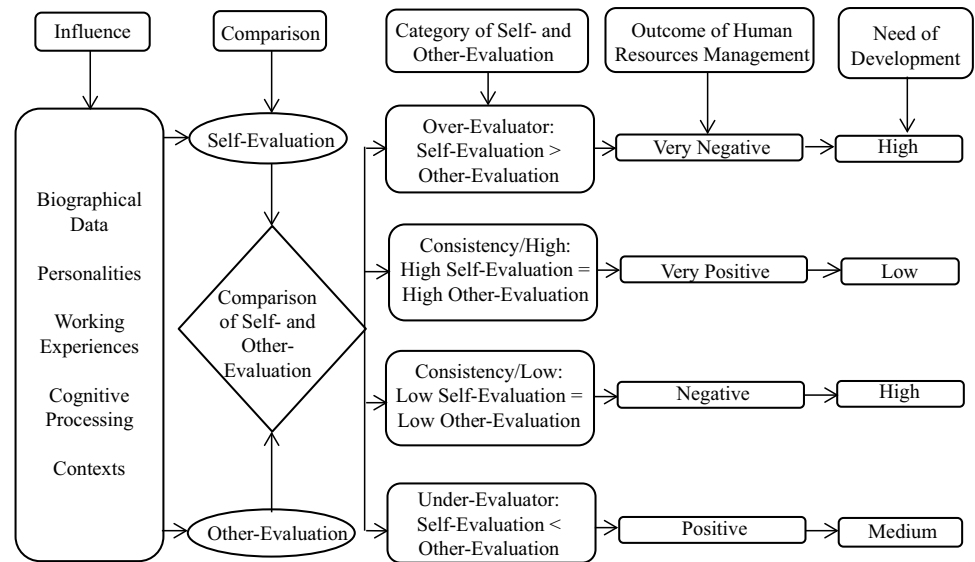 Influence
Comparison
Category of Self- and
Other-Evaluation
Outcome of Human
Resources Management
Need of
Development
Biographical
Data
Personalities
Working
Experiences
Cognitive
Processing
Contexts
Self-Evaluation
Comparison
of Self- and
Other-
Evaluation
Other-Evaluation
Over-Evaluator:
Self-Evaluation >
Other-Evaluation
Very Negative
High
Consistency/High:
High Self-Evaluation =
High Other-Evaluation
Very Positive
Low
Consistency/Low:
Low Self-Evaluation =
Low Other-Evaluation
Negative
High
Under-Evaluator:
Self-Evaluation <
Other-Evaluation
Positive
Medium